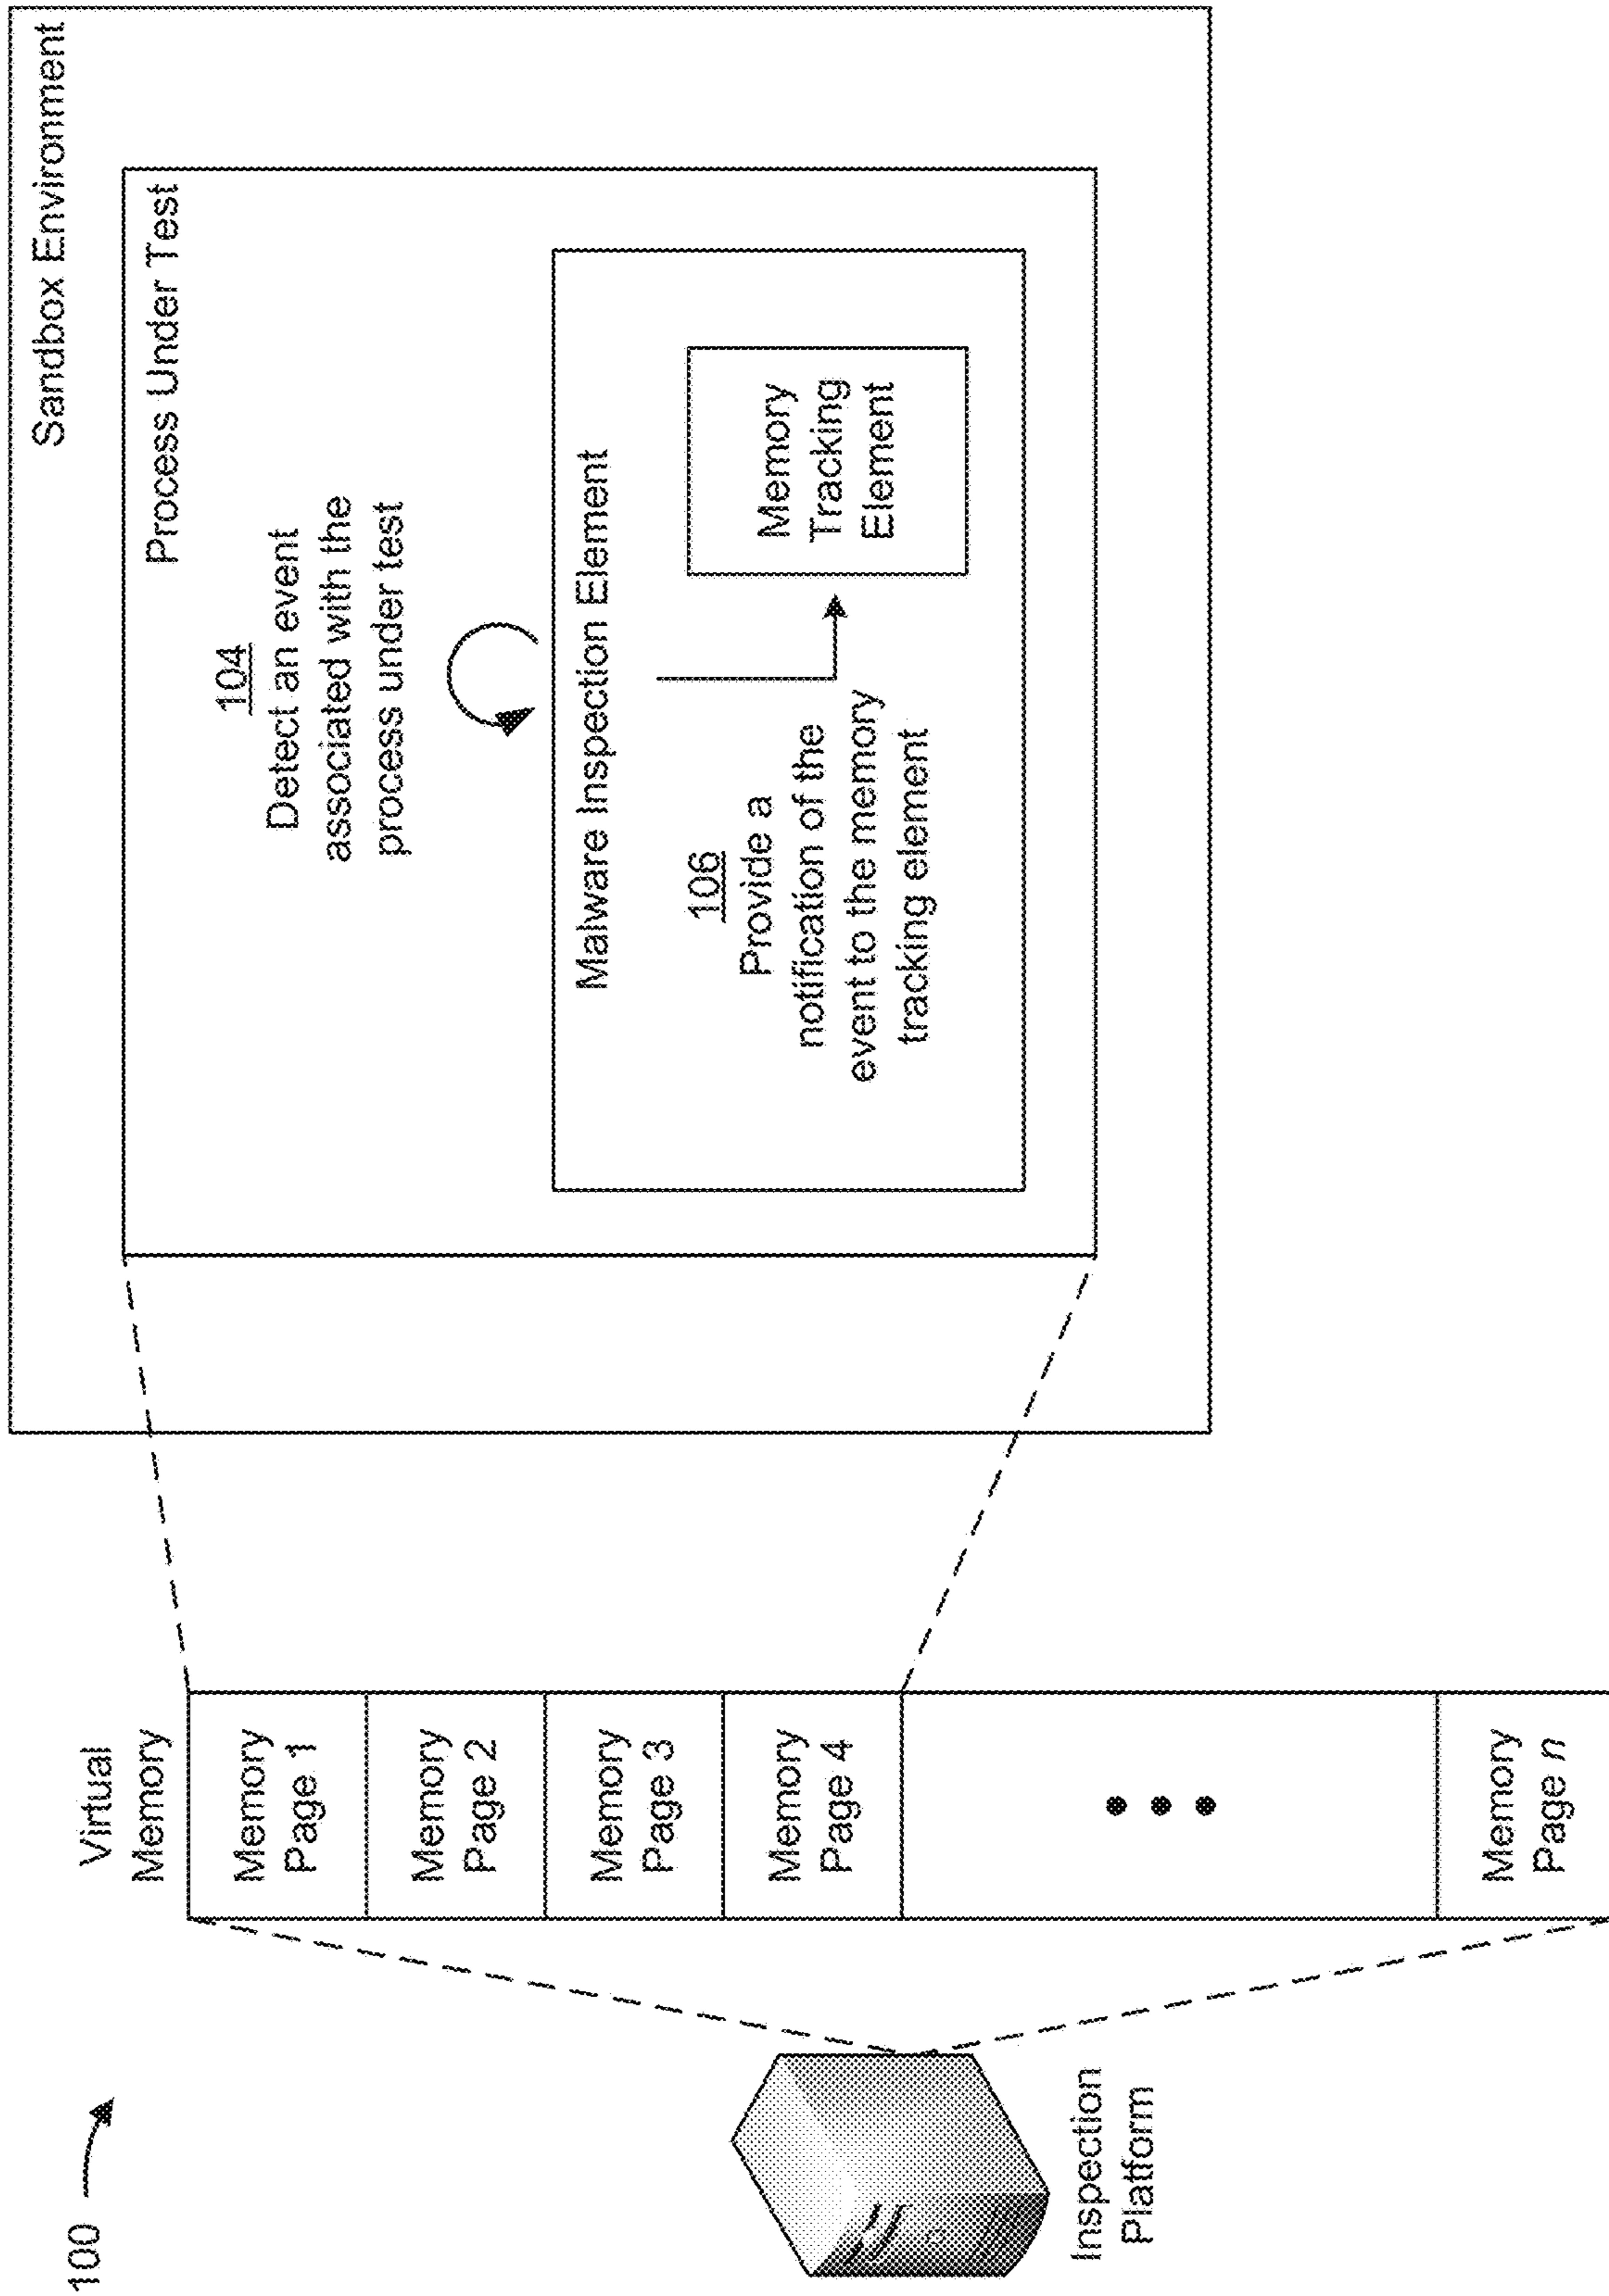 100
Inspection
Platform
Virtual
Memory
Memory
Page 1
Memory
Page 2
Memory
Page 3
Memory
Page 4
Memory
Page n
Sandbox Environment
Process Under Test
104
Detect an event
associated with the
process under test
Malware Inspection Element
106
Provide a
notification of the
event to the memory
tracking element
Memory
Tracking
Element